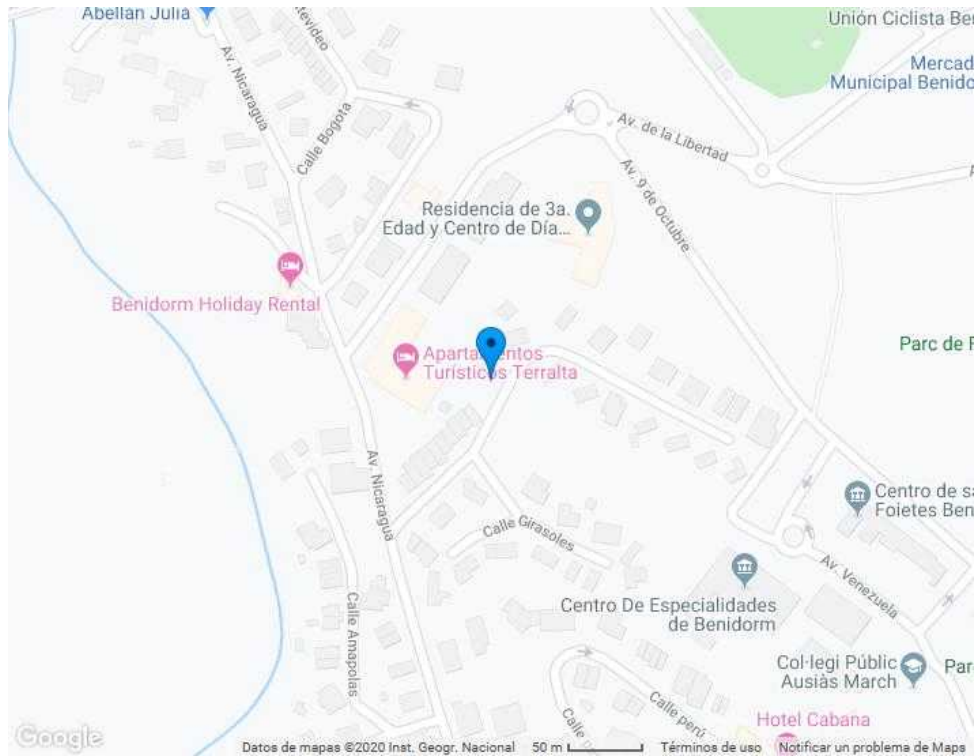 Abellan Julia
tevideo
Unión Ciclista Ben
Mercad
Municipal Benido
Av. Nicaragua
Calle Bogota
Av. de la Libertad
Av. 9 de Octubre
Residencia de 3a.
Edad y Centro de Día...
Benidorm Holiday Rental
Parc de F
Apartamentos
Turísticos Terralta
Av. Nicaragua
Calle Girasoles
Centro de sa
Foietes Ben
Av. Venezuela
Centro De Especialidades
de Benidorm
Calle Amapolas
Col·legi Públic
Ausiàs March
Par
Calle perú
Calle
Hotel Cabana
Google
Datos de mapas ©2020 Inst. Geogr. Nacional
50 m
Términos de uso
Notificar un problema de Maps